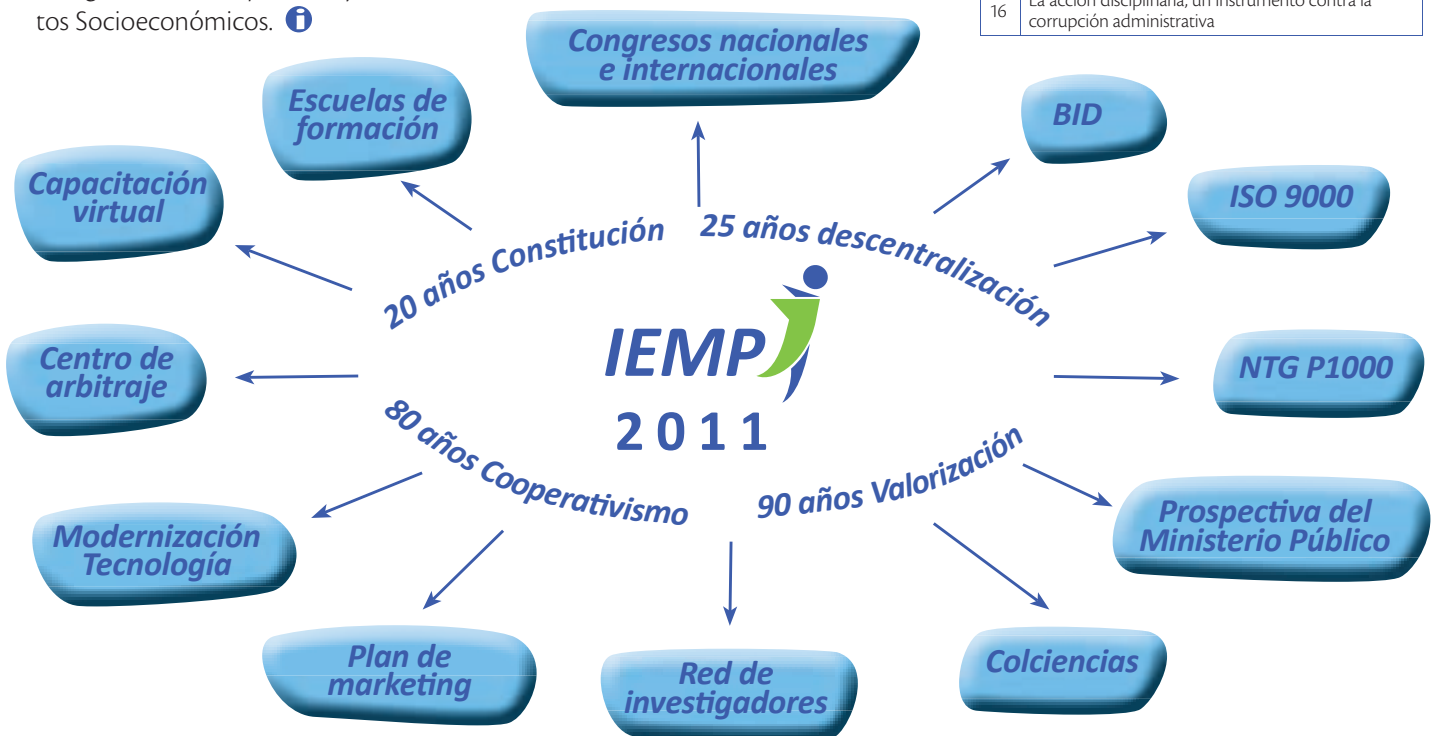 tos Socioeconómicos.
16
corrupción administrativa
Congresos nacionales
e internacionales
Escuelas de
formación
BID
Capacitación
virtual
ISO 9000
20 años Constitución
25 años descentralización
IEMP
2011
Centro de
arbitraje
NTG P1000
80 años Cooperativismo
90 años Valorización
Modernización
Tecnología
Prospectiva del
Ministerio Público
Plan de
marketing
Red de
investigadores
Colciencias